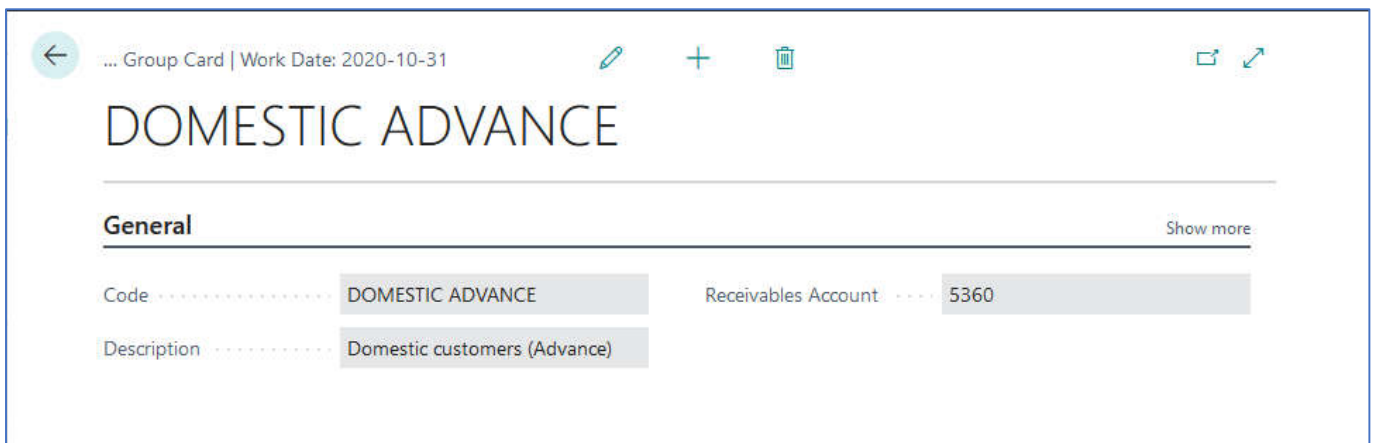 ... Group Card | Work Date: 2020-10-31
DOMESTIC ADVANCE
General
Show more
Code DOMESTIC ADVANCE Receivables Account 5360
Description Domestic customers (Advance)